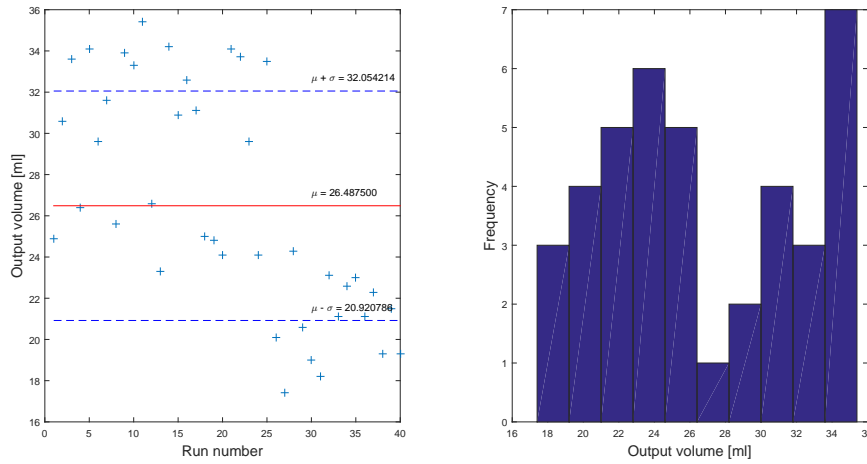 36
34
32
30
28
26
24
22
20
18
16
Output volume [ml]
μ + σ = 32.054214
μ = 26.487500
μ - σ = 20.920786
0 5 10 15 20 25 30 35 40
Run number
7
6
5
4
3
2
1
0
Frequency
16 18 20 22 24 26 28 30 32 34 36
Output volume [ml]